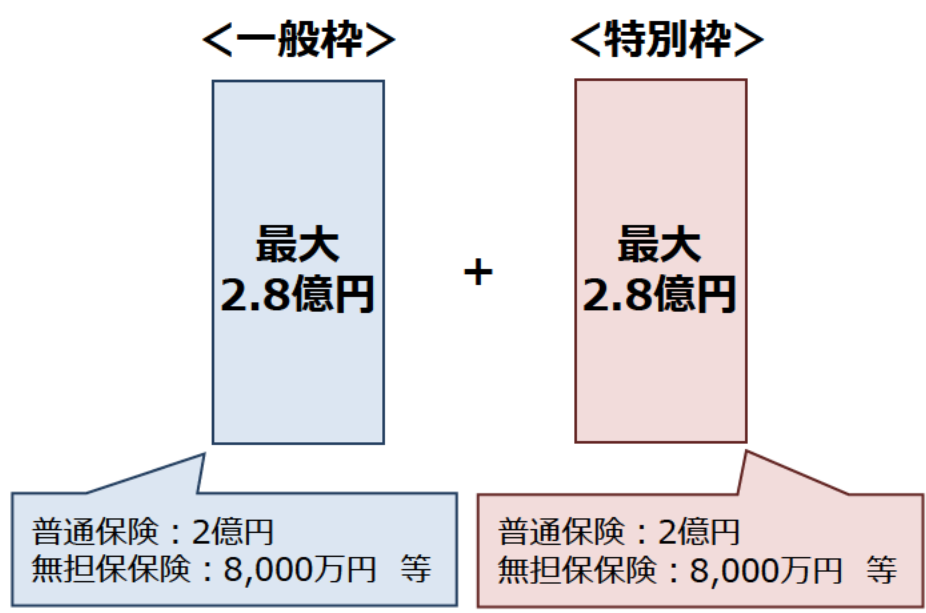 ＜一般枠＞
＜特別枠＞
最大
2.8億円
+
最大
2.8億円
普通保険：2億円
無担保保険：8,000万円 等
普通保険：2億円
無担保保険：8,000万円 等